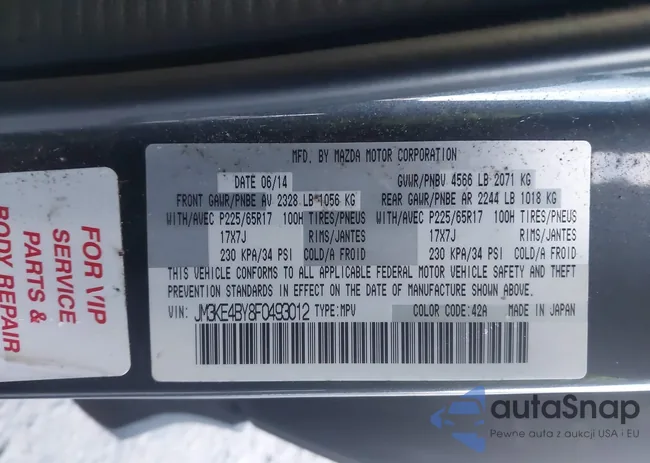 FOR VIP
SERVICE
PARTS &
BODY REPAIR
MFD. BY MAZDA MOTOR CORPORATION
DATE 06/14 GVWR/PNBV 4566 LB 2071 KG
FRONT GAWR/PNBE AV 2328 LB 1056 KG REAR GAWR/PNBE AR 2244 LB 1018 KG
WITH/AVEC P225/65R17 100H TIRES/PNEUS WITH/AVEC P225/65R17 100H TIRES/PNEUS
17X7J RIMS/JANTES 17X7J RIMS/JANTES
230 KPA/34 PSI COLD/A FROID 230 KPA/34 PSI COLD/A FROID
THIS VEHICLE CONFORMS TO ALL APPLICABLE FEDERAL MOTOR VEHICLE SAFETY AND THEFT
PREVENTION STANDARDS IN EFFECT ON THE DATE OF MANUFACTURE SHOWN ABOVE.
VIN: JM3KE4BY8F0493012 TYPE:MPV COLOR CODE:42A MADE IN JAPAN
autaSnap
Pewne auta z aukcji USA i EU